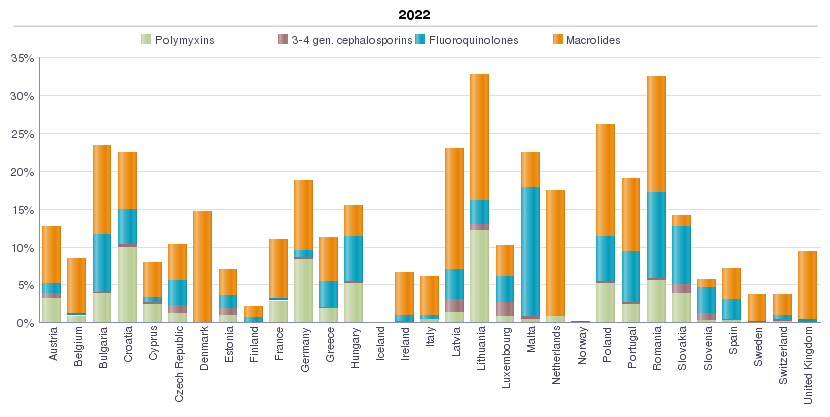 2022
Polymyxins 3-4 gen. cephalosporins Fluoroquinolones Macrolides
35%
30%
25%
20%
15%
10%
5%
0%
Austria
Belgium
Bulgaria
Croatia
Cyprus
Czech Republic
Denmark
Estonia
Finland
France
Germany
Greece
Hungary
Iceland
Ireland
Italy
Latvia
Lithuania
Luxembourg
Malta
Netherlands
Norway
Poland
Portugal
Romania
Slovakia
Slovenia
Spain
Sweden
Switzerland
United Kingdom